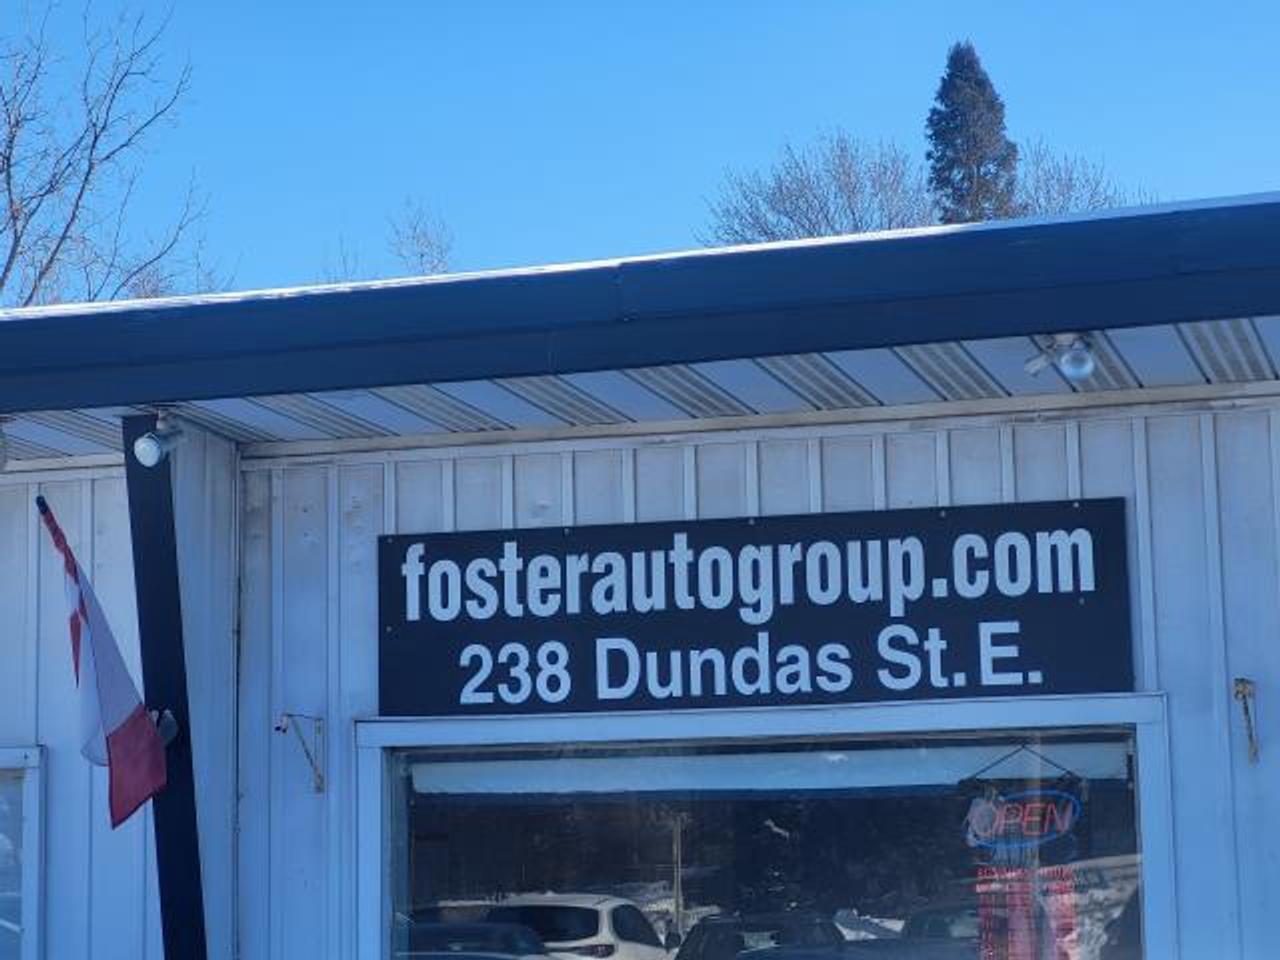 fosterautogroup.com
238 Dundas St. E.
OPEN